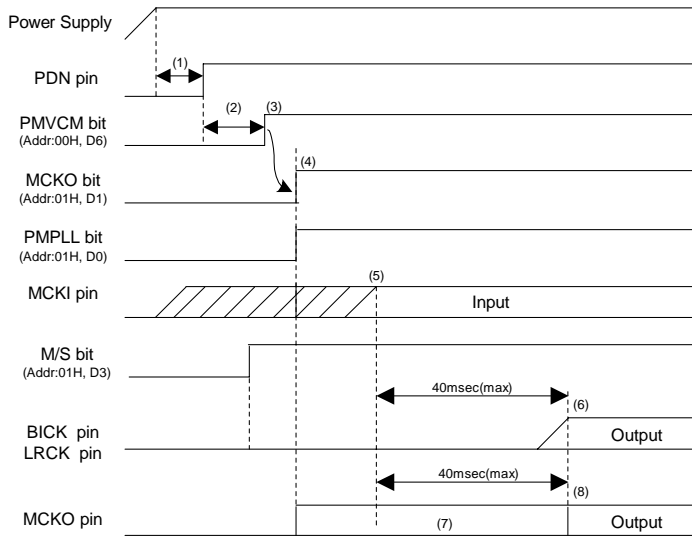 Power Supply
(1)
PDN pin
(2)
(3)
PMVCM bit
(Addr:00H, D6)
(4)
MCKO bit
(Addr:01H, D1)
PMPLL bit
(Addr:01H, D0)
(5)
MCKI pin
Input
M/S bit
(Addr:01H, D3)
40msec(max)
(6)
BICK pin
LRCK pin
Output
40msec(max)
(8)
MCKO pin
(7)
Output